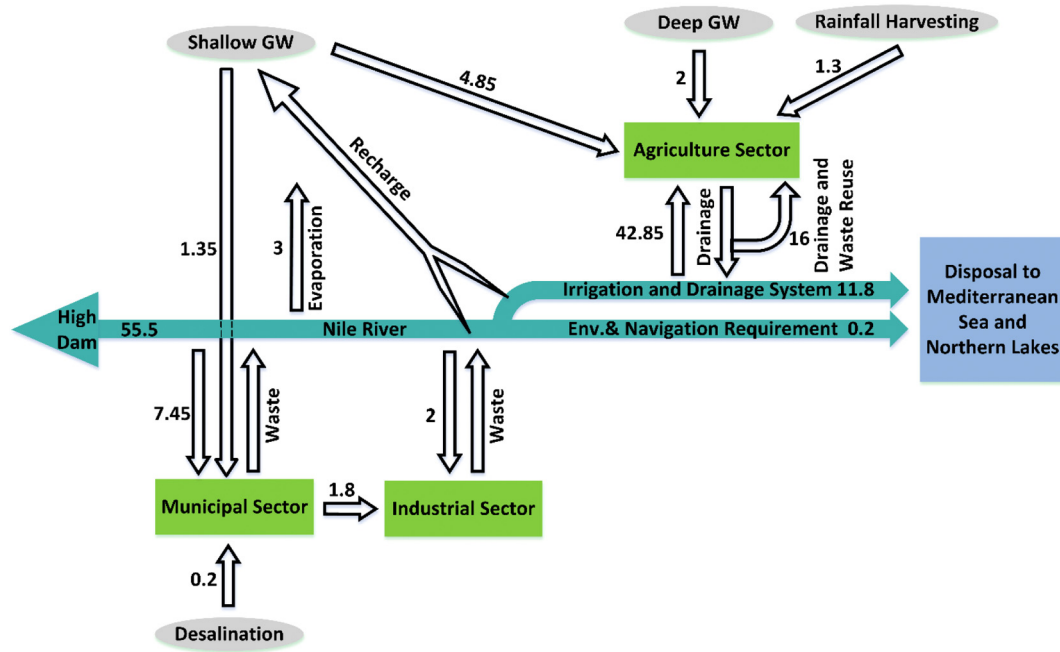 Shallow GW
Deep GW
Rainfall Harvesting
4.85
2
1.3
Agriculture Sector
Recharge
1.35
3
Evaporation
42.85
Drainage
16
Drainage and
Waste Reuse
High
Dam
55.5
Nile River
Irrigation and Drainage System 11.8
Env.& Navigation Requirement 0.2
Disposal to
Mediterranean
Sea and
Northern Lakes
7.45
Waste
2
Waste
Municipal Sector
1.8
Industrial Sector
0.2
Desalination